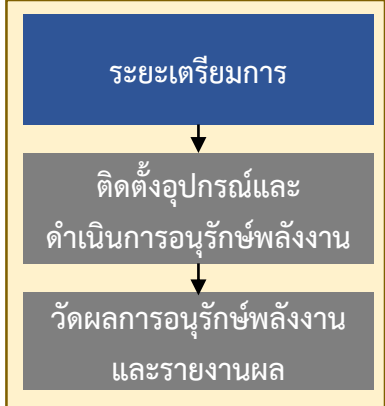 ระยะเตรียมการ
ติดตั้งอุปกรณ์และ
ดำเนินการอนุรักษ์พลังงาน
วัดผลการอนุรักษ์พลังงาน
และรายงานผล